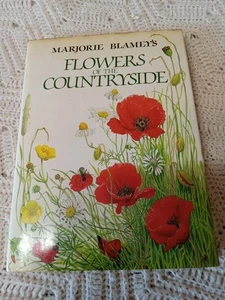 MARJORIE BLAMEY'S
FLOWERS
OF THE
COUNTRYSIDE